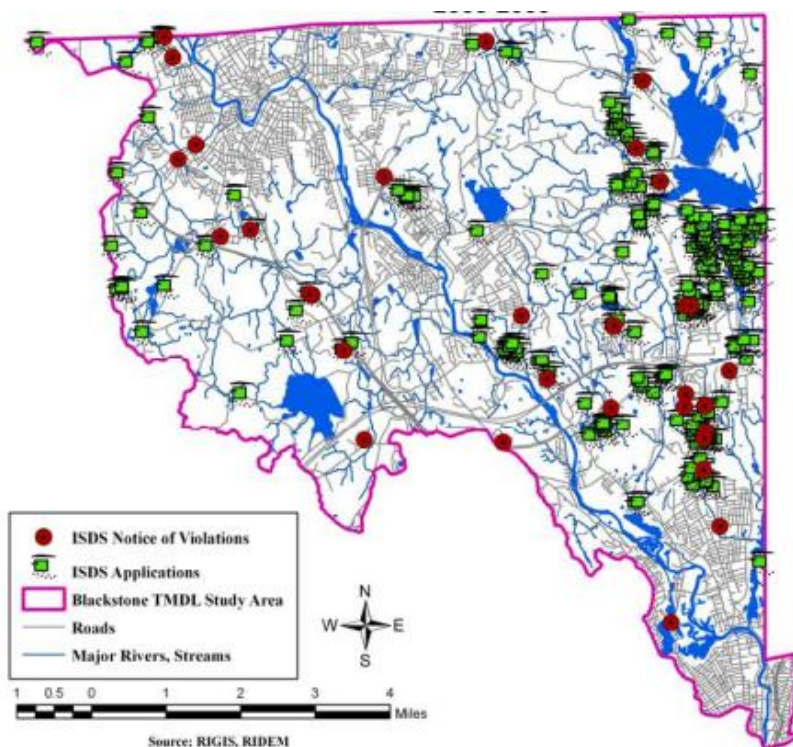 ISDS Notice of Violations
ISDS Applications
Blackstone TMDL Study Area
Roads
Major Rivers, Streams
N
W E
S
1 0.5 0 1 2 3 4
Miles
Source: RIGIS, RIDEM